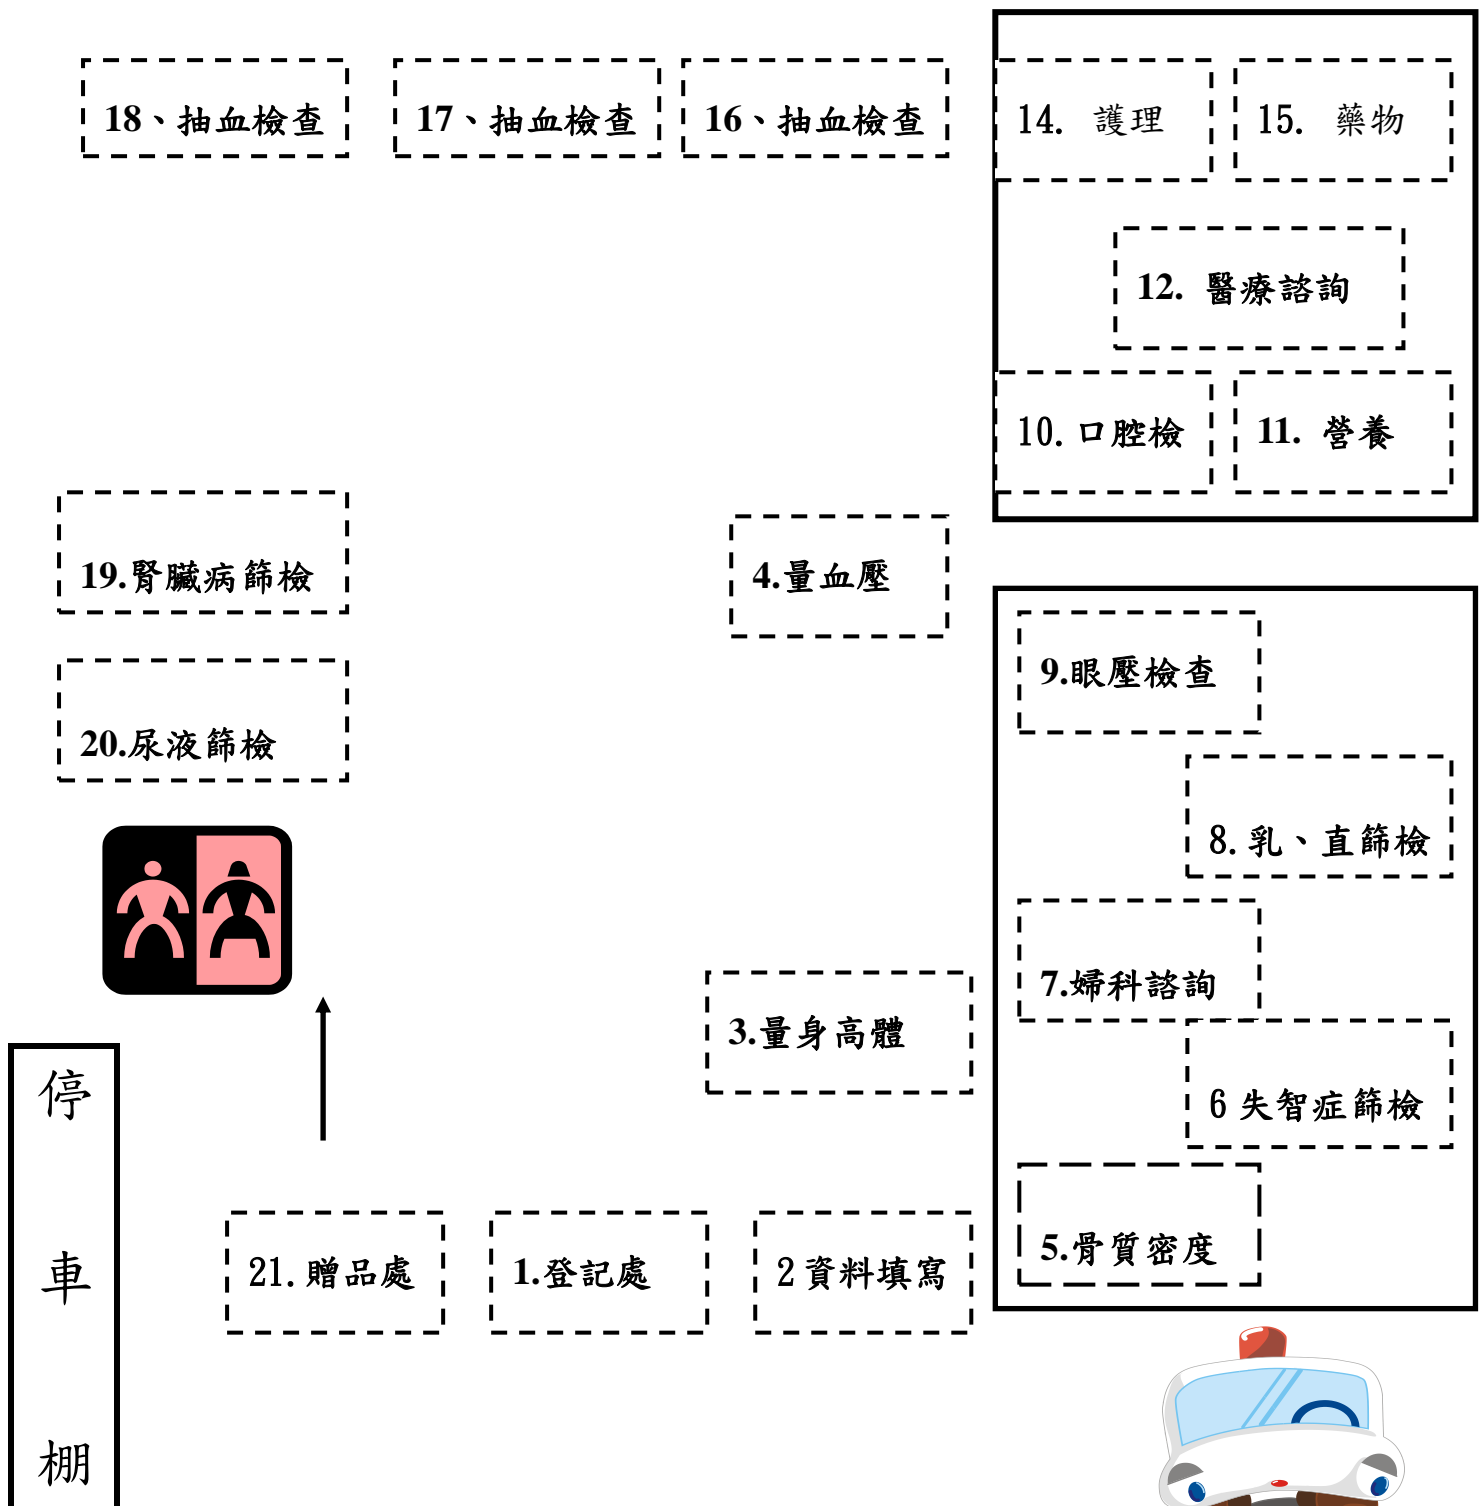 18、抽血檢查
17、抽血檢查
16、抽血檢查
14. 護理
15. 藥物
12. 醫療諮詢
10.口腔檢
11. 營養
19.腎臟病篩檢
4.量血壓
9.眼壓檢查
20.尿液篩檢
8.乳、直篩檢
7.婦科諮詢
3.量身高體
6 失智症篩檢
5.骨質密度
21.贈品處
1.登記處
2 資料填寫
停
車
棚